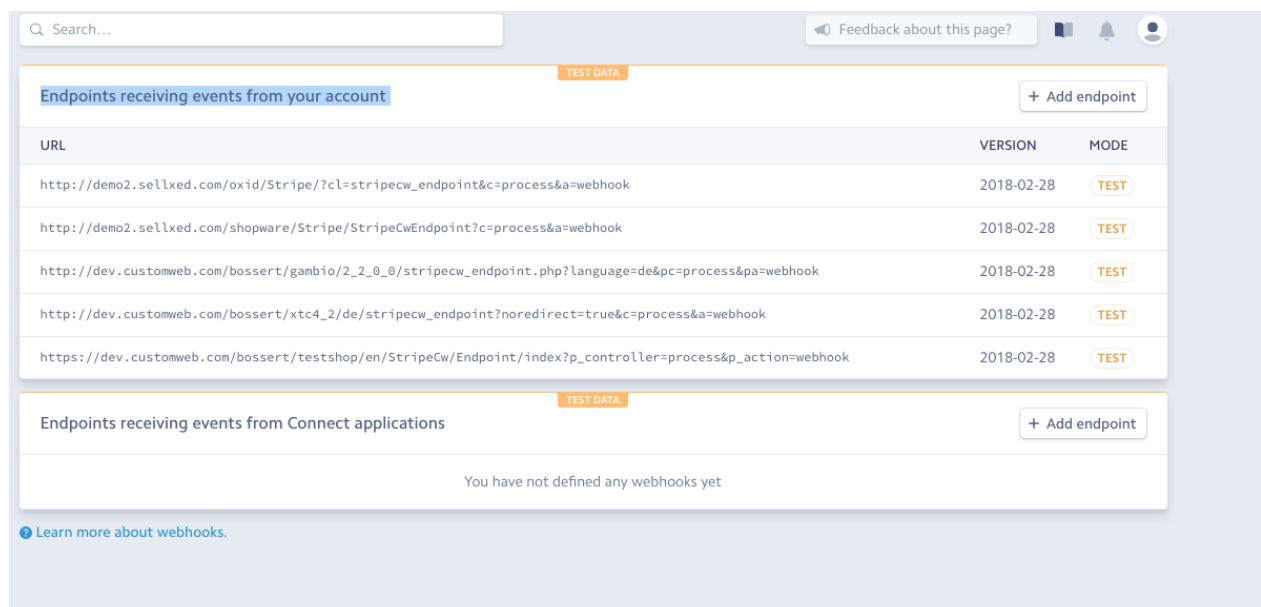 Search...
Feedback about this page?
TEST DATA
Endpoints receiving events from your account
+ Add endpoint
URL VERSION MODE
http://demo2.sellxed.com/oxid/Stripe/?cl=stripecw_endpoint&c=process&a=webhook 2018-02-28 TEST
http://demo2.sellxed.com/shopware/Stripe/StripeCwEndpoint?c=process&a=webhook 2018-02-28 TEST
http://dev.customweb.com/bossert/gambio/2_2_0_0/stripecw_endpoint.php?language=de&pc=process&pa=webhook 2018-02-28 TEST
http://dev.customweb.com/bossert/xtc4_2/de/stripecw_endpoint?noredirect=true&c=process&a=webhook 2018-02-28 TEST
https://dev.customweb.com/bossert/testshop/en/StripeCw/Endpoint/index?p_controller=process&p_action=webhook 2018-02-28 TEST
TEST DATA
Endpoints receiving events from Connect applications
+ Add endpoint
You have not defined any webhooks yet
? Learn more about webhooks.